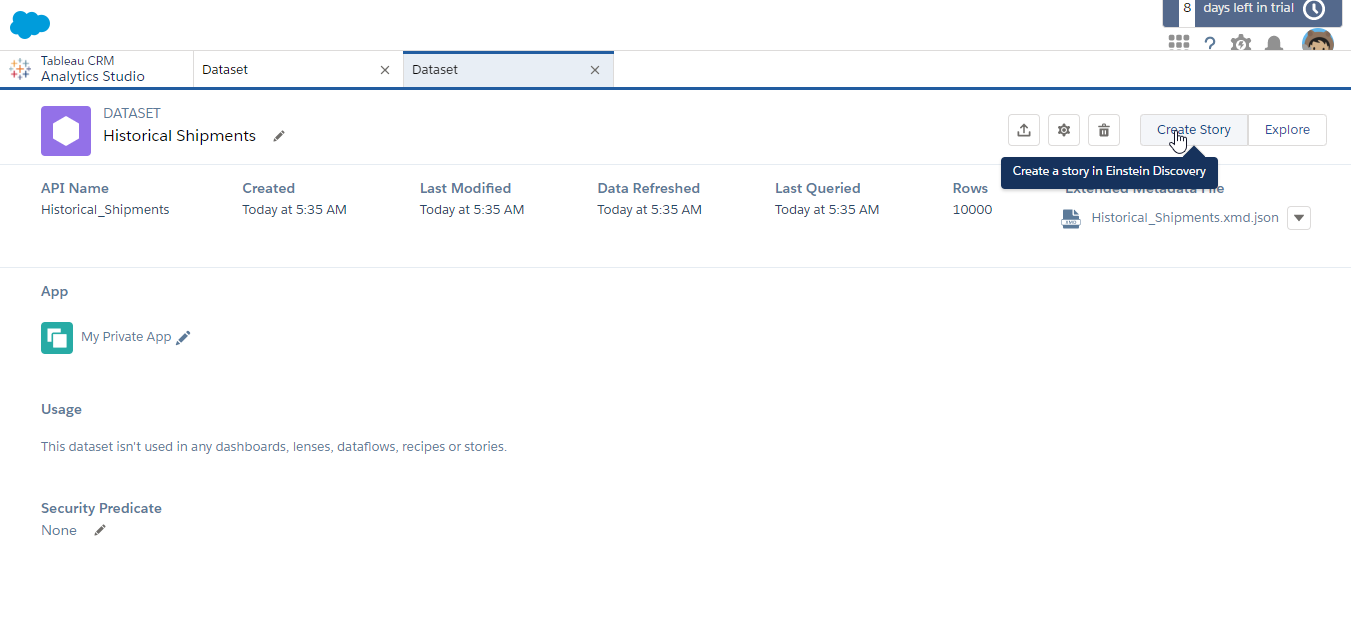 8 days left in trial
Tableau CRM
Analytics Studio
Dataset
Dataset
DATASET
Historical Shipments
Create Story
Explore
Create a story in Einstein Discovery
API Name
Historical_Shipments
Created
Today at 5:35 AM
Last Modified
Today at 5:35 AM
Data Refreshed
Today at 5:35 AM
Last Queried
Today at 5:35 AM
Rows
10000
Extended Metadata File
Historical_Shipments.xmd.json
App
My Private App
Usage
This dataset isn't used in any dashboards, lenses, dataflows, recipes or stories.
Security Predicate
None